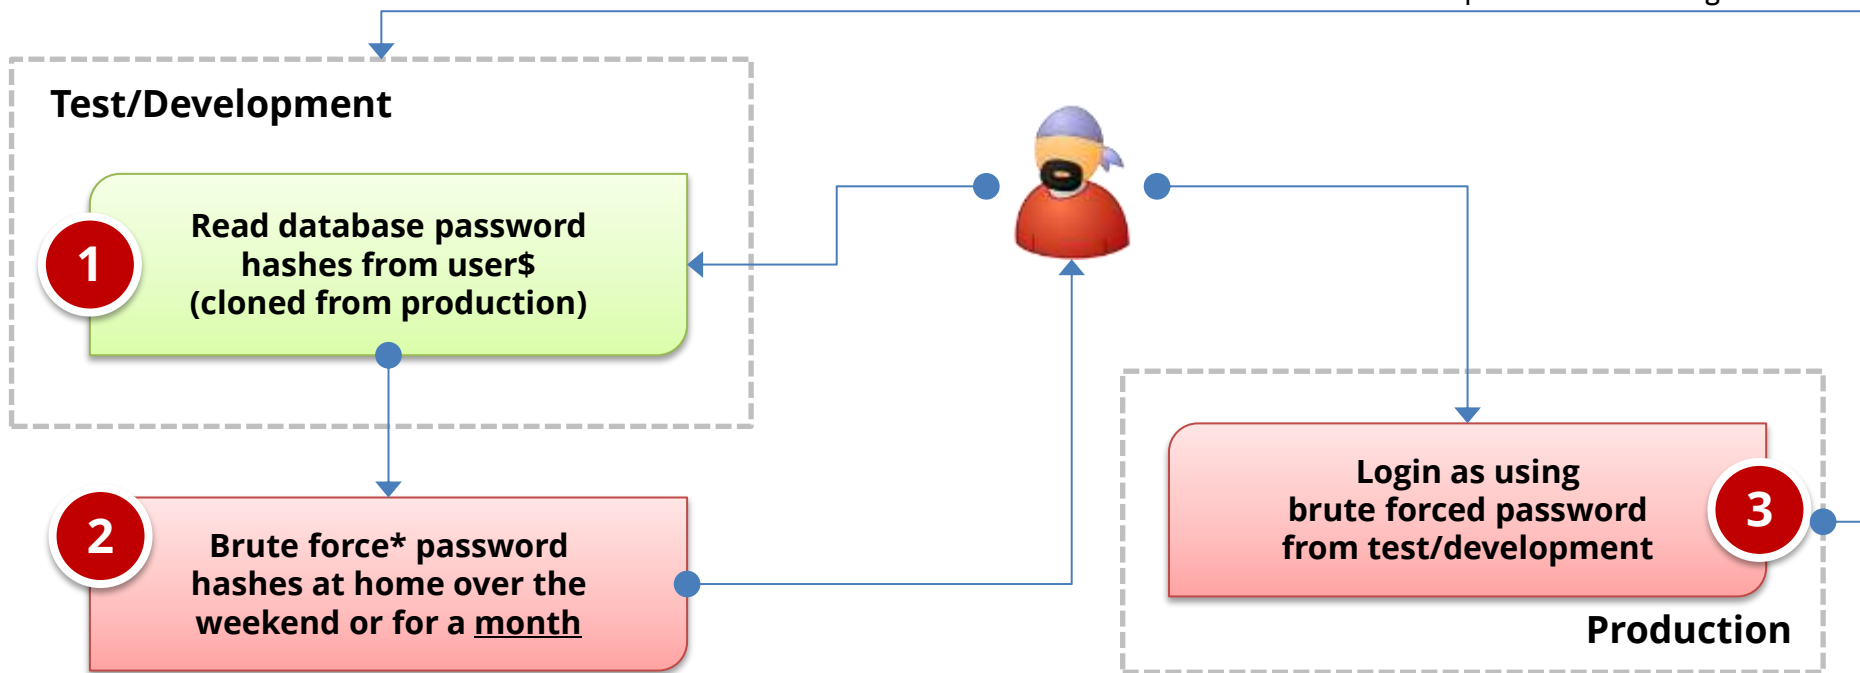 Test/Development
1
Read database password
hashes from user$
(cloned from production)
2
Brute force* password
hashes at home over the
weekend or for a month
Login as using
brute forced password
from test/development
3
Production